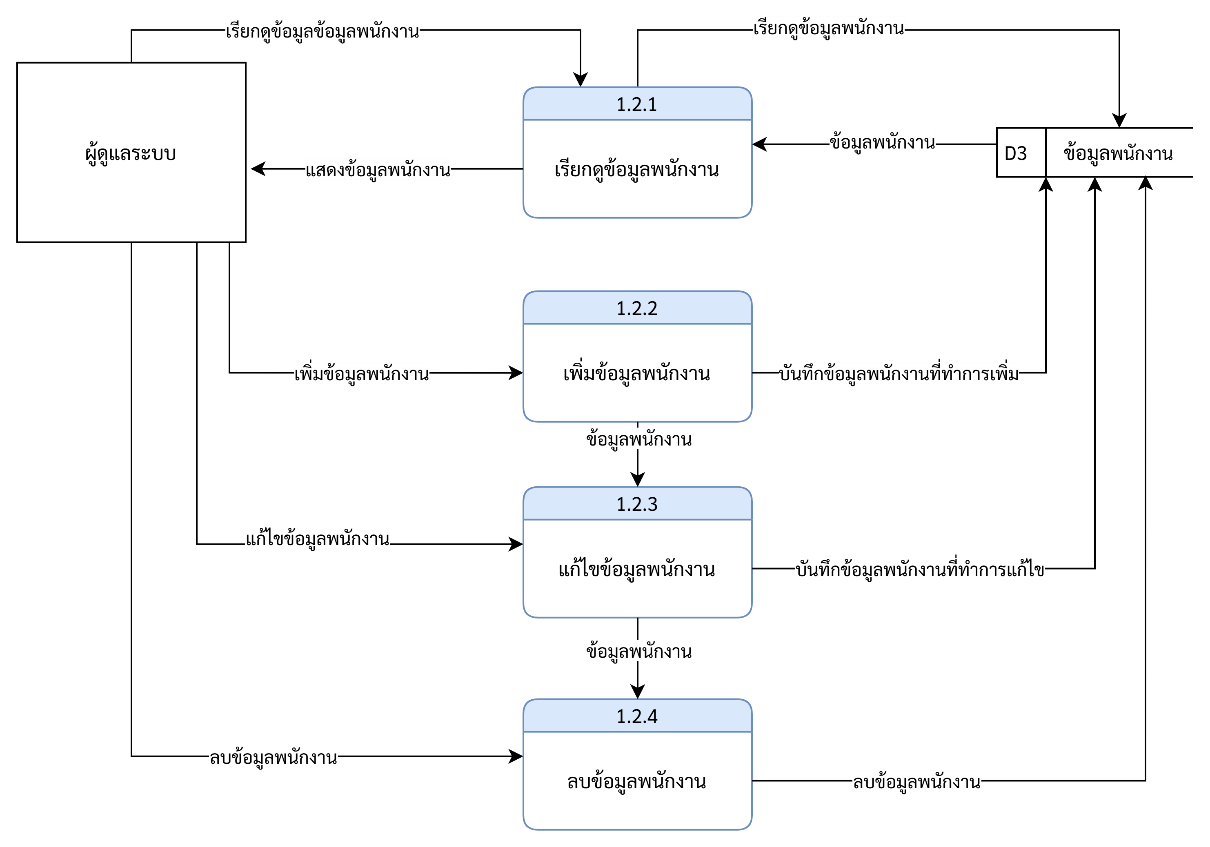 เรียกดูข้อมูลข้อมูลพนักงาน
เรียกดูข้อมูลพนักงาน
1.2.1
ผู้ดูแลระบบ
แสดงข้อมูลพนักงาน
เรียกดูข้อมูลพนักงาน
ข้อมูลพนักงาน
D3
ข้อมูลพนักงาน
1.2.2
เพิ่มข้อมูลพนักงาน
เพิ่มข้อมูลพนักงาน
บันทึกข้อมูลพนักงานที่ทำการเพิ่ม
ข้อมูลพนักงาน
1.2.3
แก้ไขข้อมูลพนักงาน
แก้ไขข้อมูลพนักงาน
บันทึกข้อมูลพนักงานที่ทำการแก้ไข
ข้อมูลพนักงาน
1.2.4
ลบข้อมูลพนักงาน
ลบข้อมูลพนักงาน
ลบข้อมูลพนักงาน